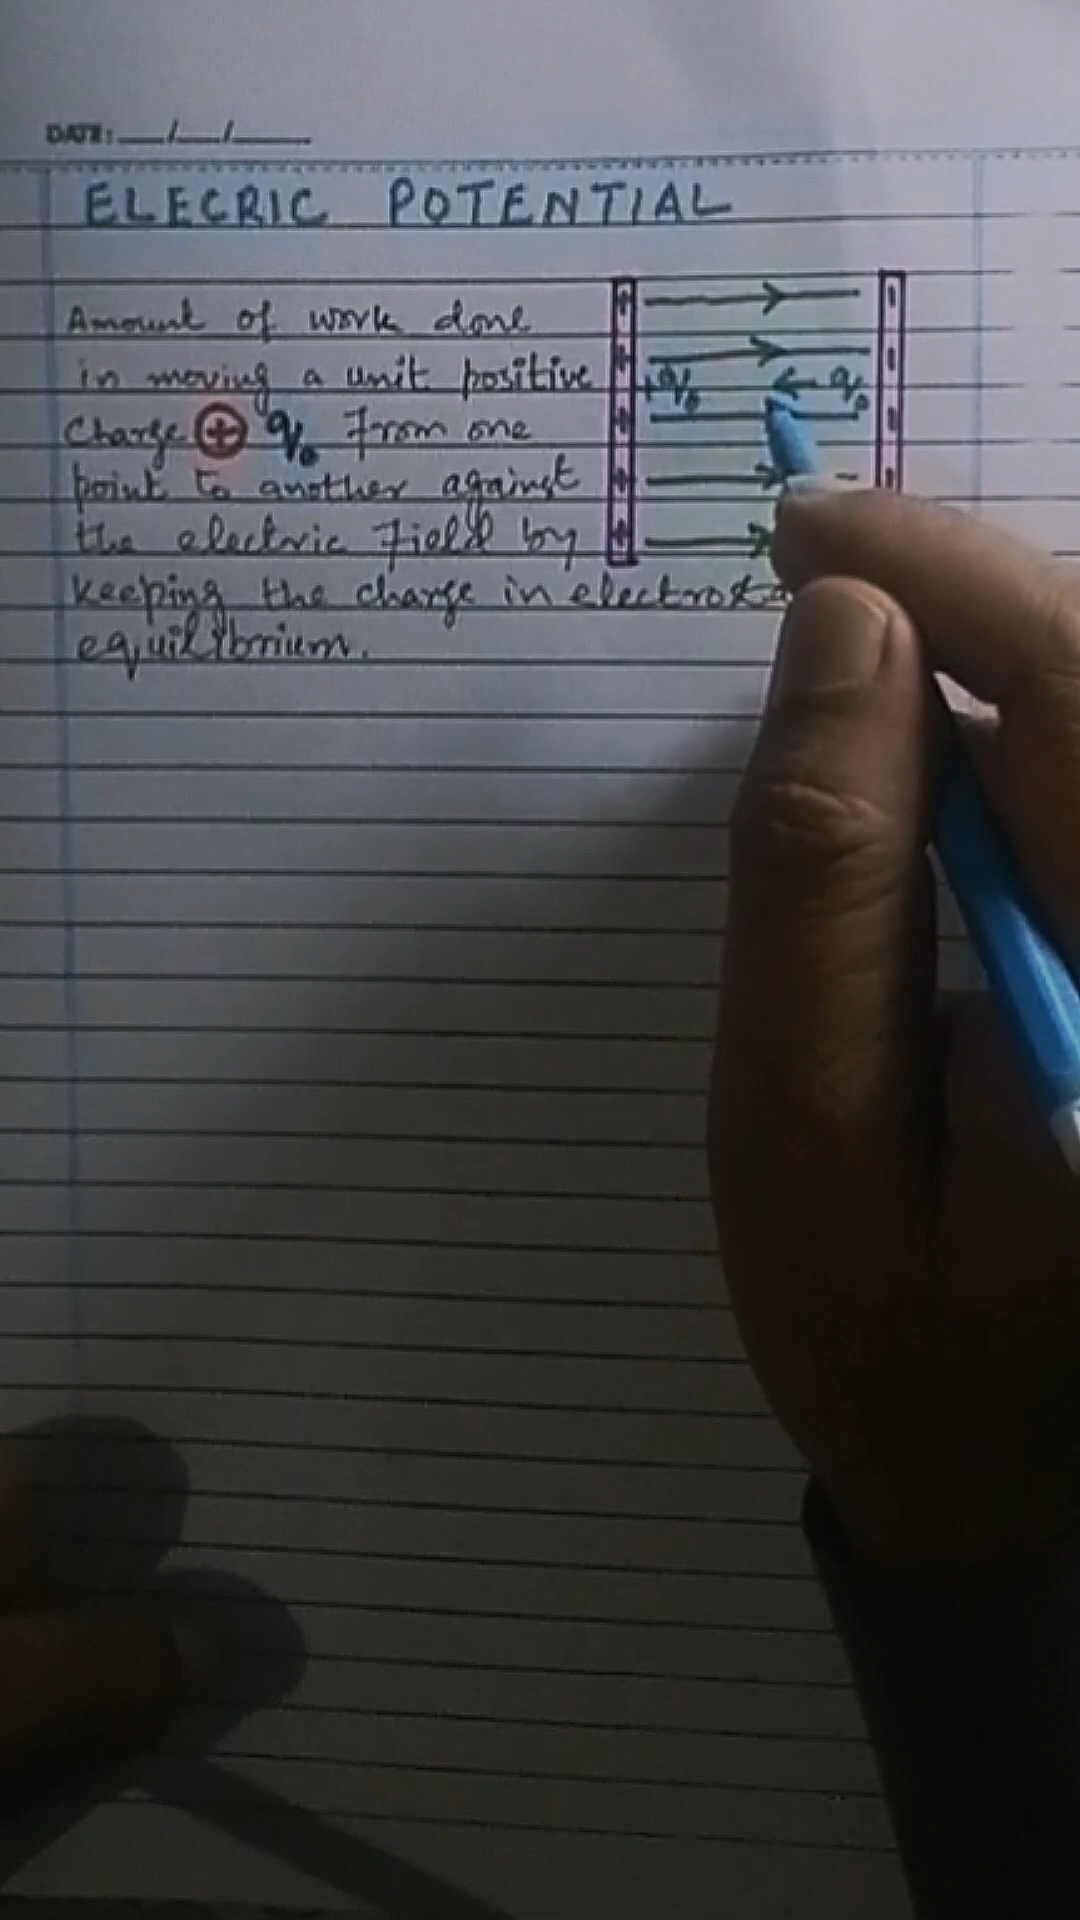 DATE: __/__/____
ELECRIC POTENTIAL
Amount of work done
in moving a unit positive
charge + q₀ from one
point to another against
the electric field by
keeping the charge in
equilibrium.
+ q₀ ← q₀ -
+ -
+ -
+ -
+